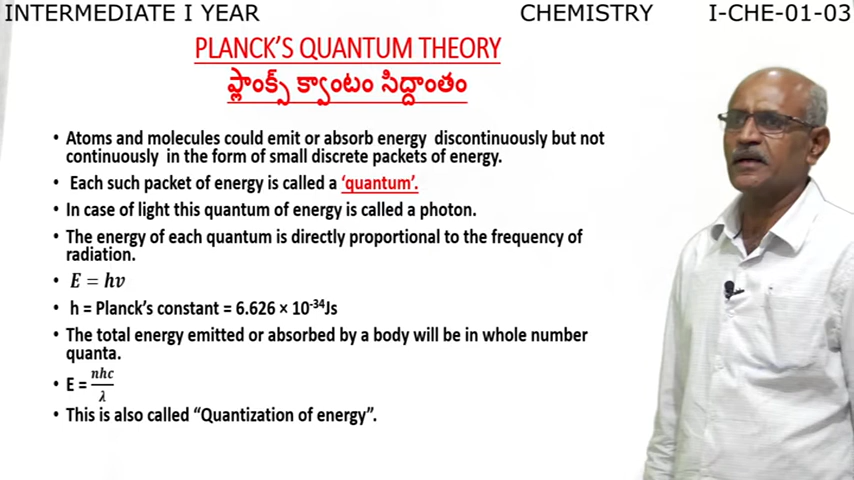 INTERMEDIATE I YEAR CHEMISTRY I-CHE-01-03
PLANCK'S QUANTUM THEORY
ప్లాంక్స్ క్వాంటం సిద్ధాంతం
• Atoms and molecules could emit or absorb energy discontinuously but not
continuously in the form of small discrete packets of energy.
• Each such packet of energy is called a ‘quantum’.
• In case of light this quantum of energy is called a photon.
• The energy of each quantum is directly proportional to the frequency of
radiation.
• E = hν
• h = Planck’s constant = 6.626 × 10⁻³⁴Js
• The total energy emitted or absorbed by a body will be in whole number
quanta.
• E = nhc/λ
• This is also called “Quantization of energy”.